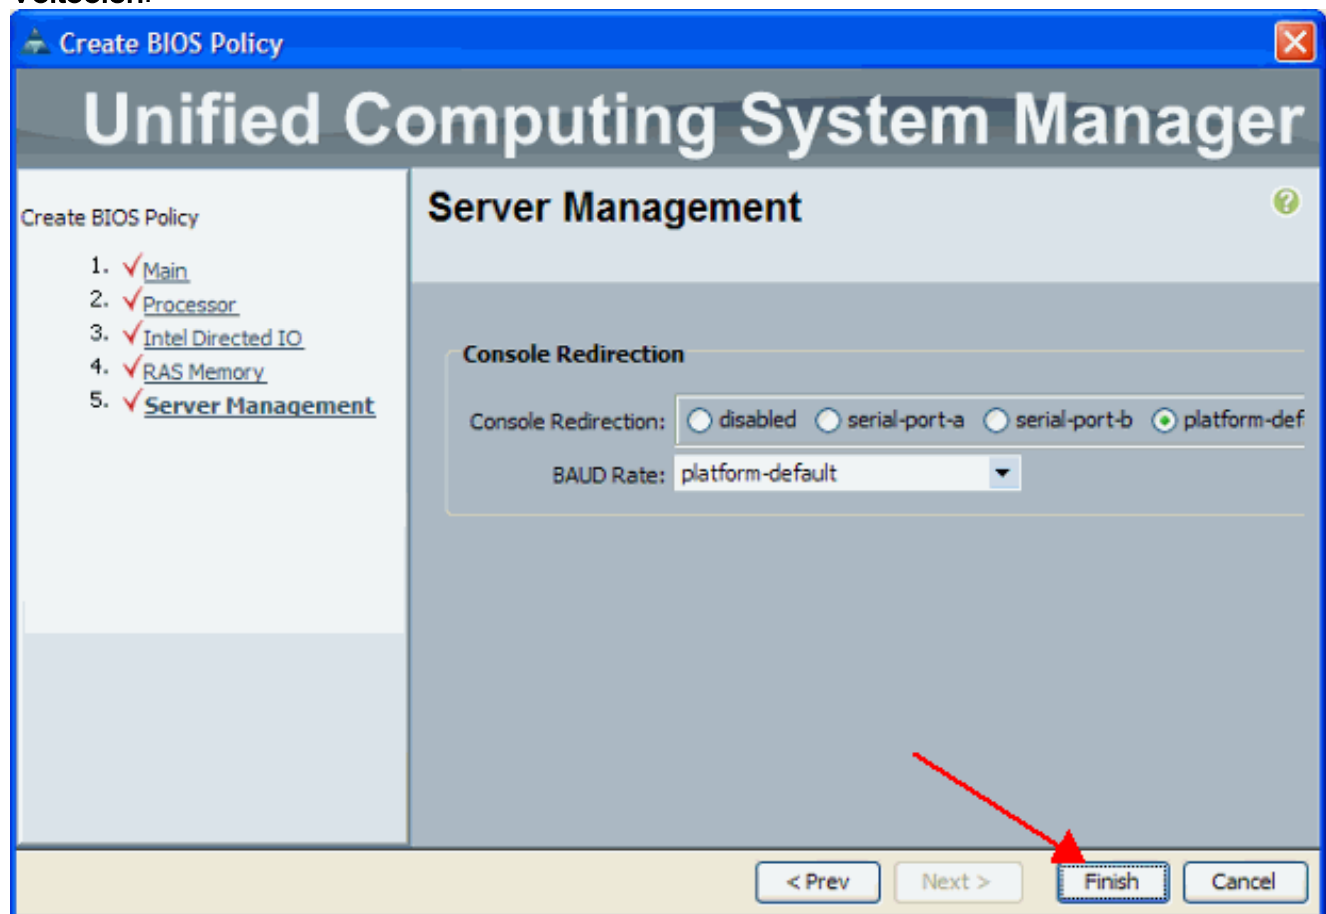 Create BIOS Policy
Unified Computing System Manager
Create BIOS Policy
1. Main
2. Processor
3. Intel Directed IO
4. RAS Memory
5. Server Management
Server Management
?
Console Redirection
Console Redirection: disabled serial-port-a serial-port-b platform-def
BAUD Rate: platform-default
< Prev Next > Finish Cancel